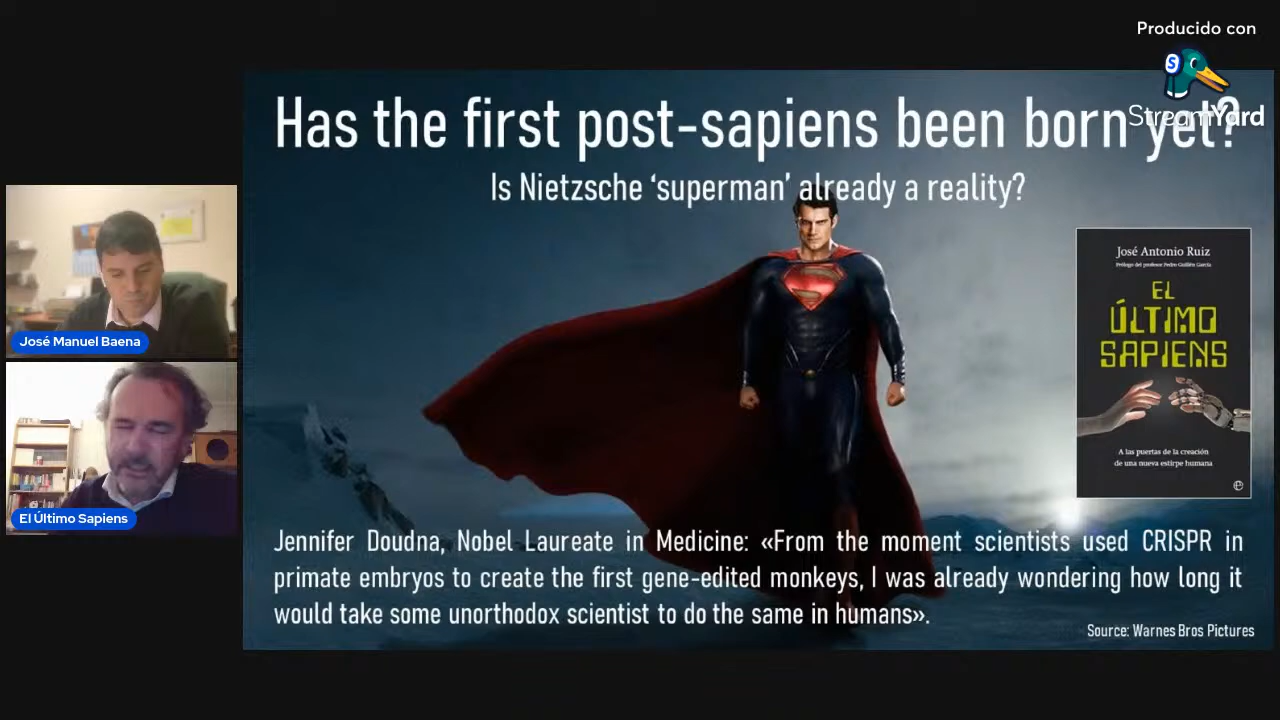 Producido con
StreamYard
Has the first post-sapiens been born yet?
Is Nietzsche ‘superman’ already a reality?
José Antonio Ruiz
Prólogo del profesor Pedro Guillén García
EL
ÚLTIMO
SAPIENS
A las puertas de la creación
de una nueva estirpe humana
José Manuel Baena
El Último Sapiens
Jennifer Doudna, Nobel Laureate in Medicine: «From the moment scientists used CRISPR in
primate embryos to create the first gene-edited monkeys, I was already wondering how long it
would take some unorthodox scientist to do the same in humans».
Source: Warnes Bros Pictures